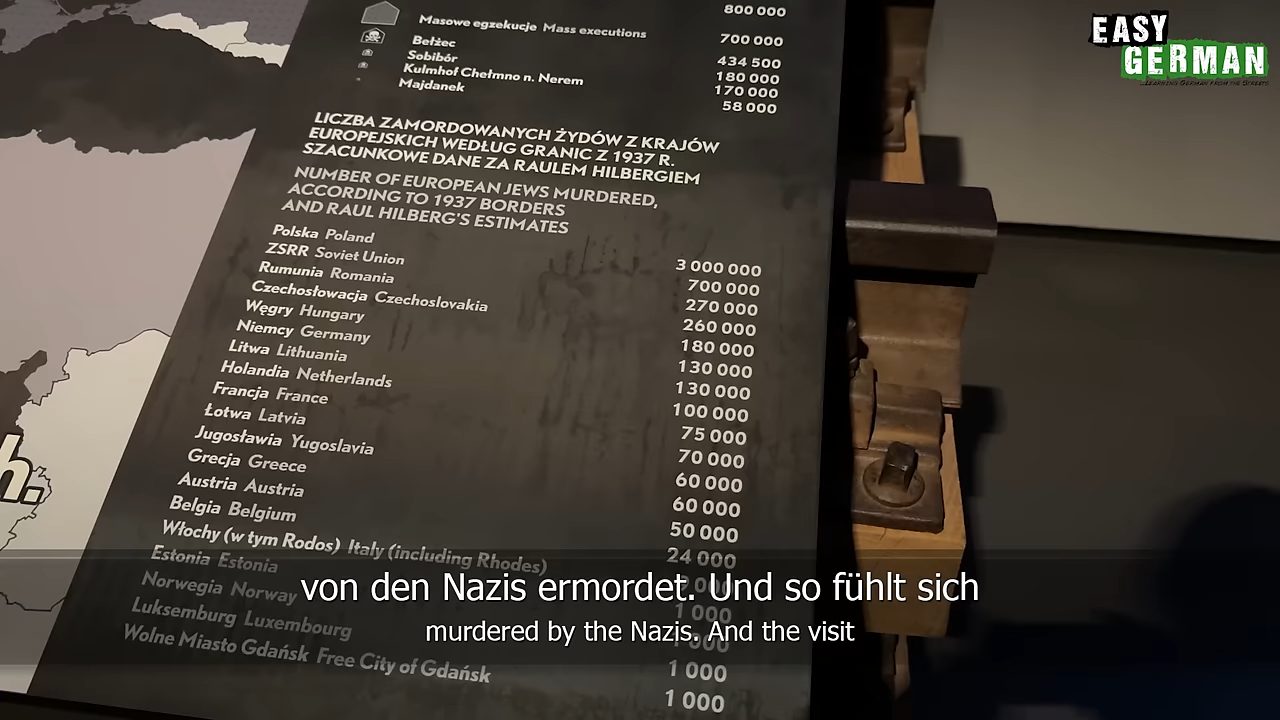 800 000
Masowe egzekucje Mass executions 700 000
Bełżec 434 500
Sobibór 180 000
Kulmhof Chełmno n. Nerem 170 000
Majdanek 58 000
LICZBA ZAMORDOWANYCH ŻYDÓW Z KRAJÓW
EUROPEJSKICH WEDŁUG GRANIC Z 1937 R.
SZACUNKOWE DANE ZA RAULEM HILBERGIEM
NUMBER OF EUROPEAN JEWS MURDERED,
ACCORDING TO 1937 BORDERS
AND RAUL HILBERG'S ESTIMATES
Polska Poland 3 000 000
ZSRR Soviet Union 700 000
Rumunia Romania 270 000
Czechosłowacja Czechoslovakia 260 000
Węgry Hungary 180 000
Niemcy Germany 130 000
Litwa Lithuania 130 000
Holandia Netherlands 100 000
Francja France 75 000
Łotwa Latvia 70 000
Jugosławia Yugoslavia 60 000
Grecja Greece 60 000
Austria Austria 50 000
Belgia Belgium 24 000
Włochy (w tym Rodos) Italy (including Rhodes)
Estonia Estonia 1 000
Norwegia Norway 1 000
Luksemburg Luxembourg 1 000
Wolne Miasto Gdańsk Free City of Gdańsk 1 000
h.
EASY
GERMAN
...LEARNING GERMAN FROM THE STREETS
von den Nazis ermordet. Und so fühlt sich
murdered by the Nazis. And the visit